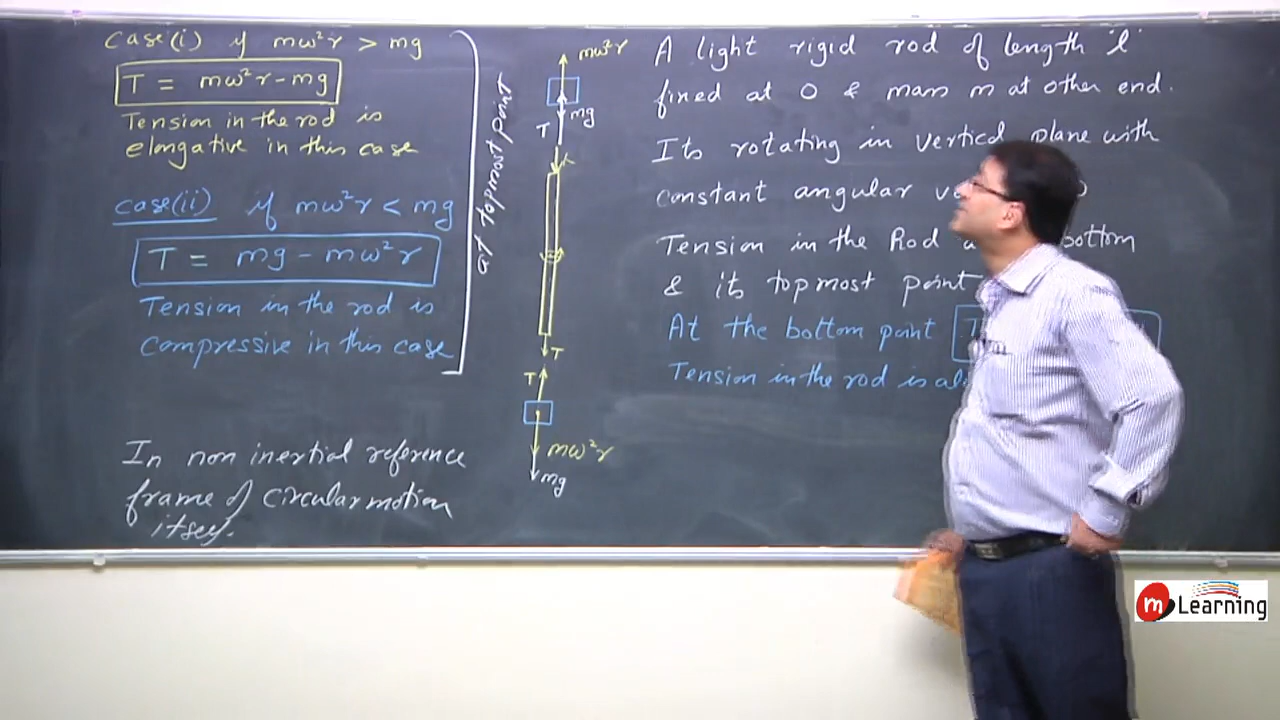 Case(i) if mω²r > mg
T = mω²r-mg
Tension in the rod is
elongative in this case
case(ii) if mω²r < mg
T = mg - mω²r
Tension in the rod is
compressive in this case
at topmost point
In non inertial reference
frame of circular motion
itself.
mω²r
mg
T
T
T
mω²r
mg
A light rigid rod of length 'l'
fixed at O & mass m at other end.
Its rotating in vertical plane with
constant angular
Tension in the Rod bottom
& its topmost point
At the bottom point
Tension in the rod is
m Learning